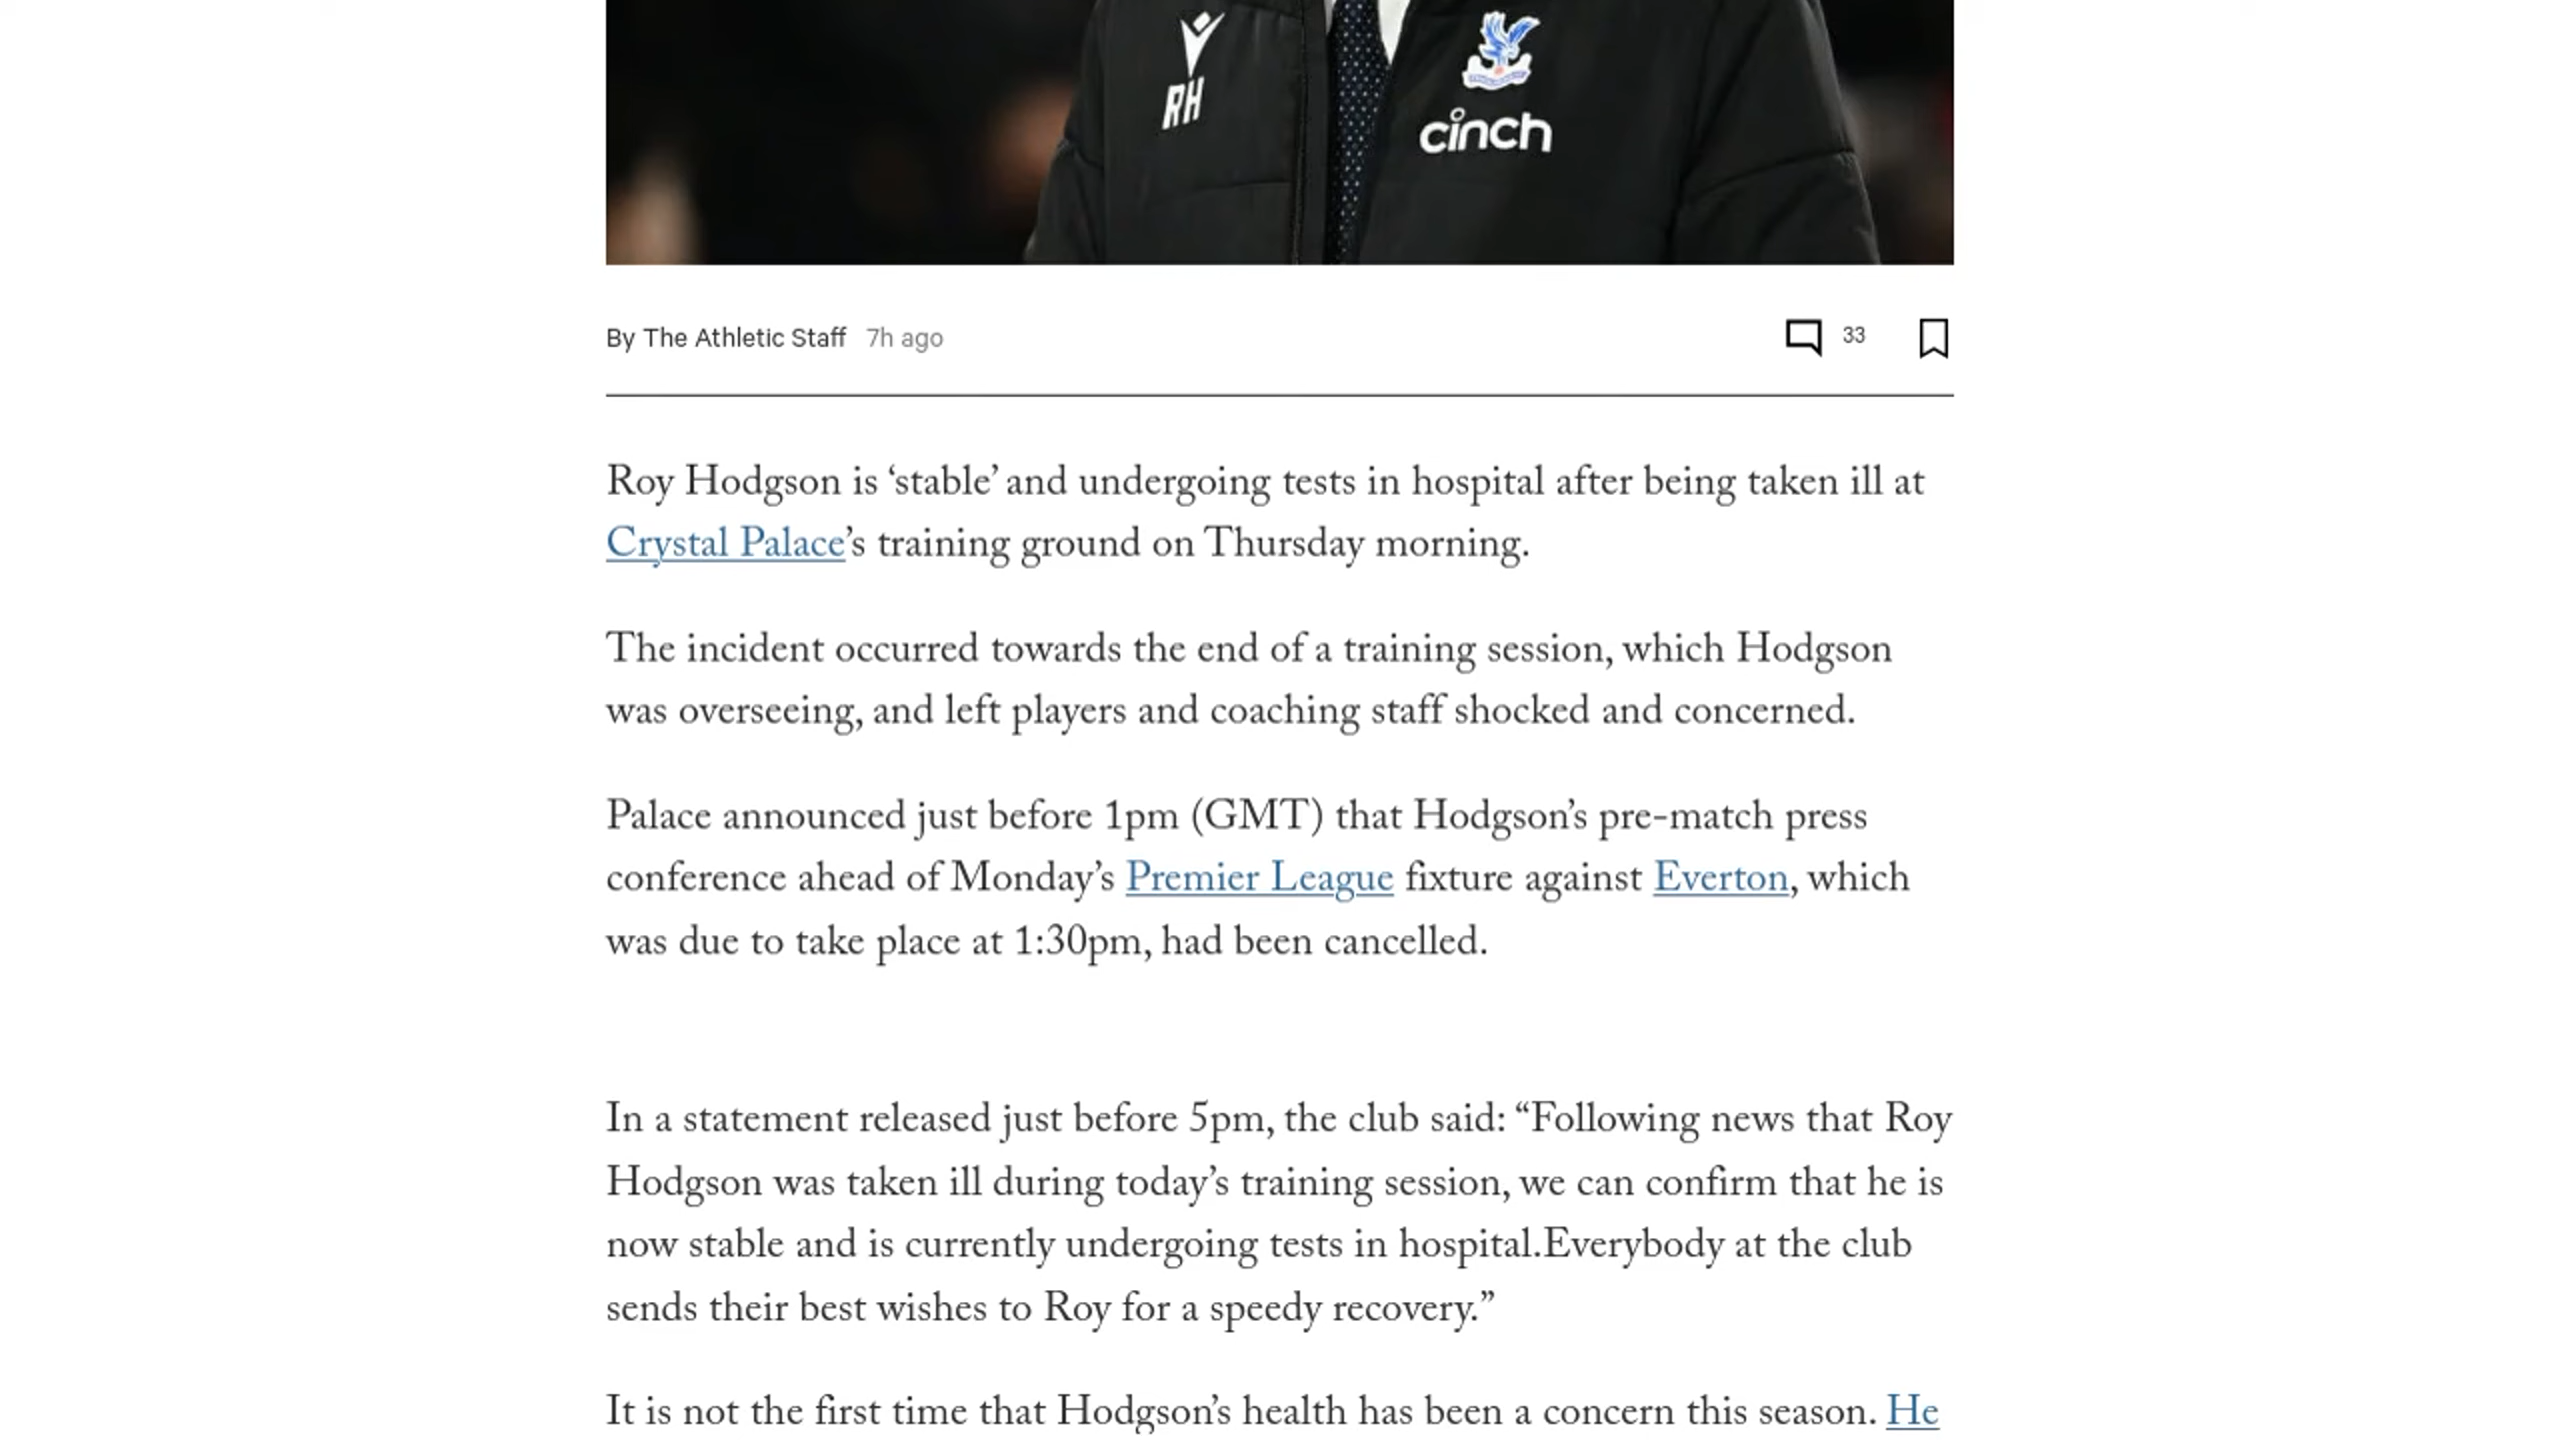 RH
cinch
By The Athletic Staff 7h ago
33
Roy Hodgson is ‘stable’ and undergoing tests in hospital after being taken ill at
Crystal Palace’s training ground on Thursday morning.
The incident occurred towards the end of a training session, which Hodgson
was overseeing, and left players and coaching staff shocked and concerned.
Palace announced just before 1pm (GMT) that Hodgson’s pre-match press
conference ahead of Monday’s Premier League fixture against Everton, which
was due to take place at 1:30pm, had been cancelled.
In a statement released just before 5pm, the club said: “Following news that Roy
Hodgson was taken ill during today’s training session, we can confirm that he is
now stable and is currently undergoing tests in hospital.Everybody at the club
sends their best wishes to Roy for a speedy recovery.”
It is not the first time that Hodgson’s health has been a concern this season. He